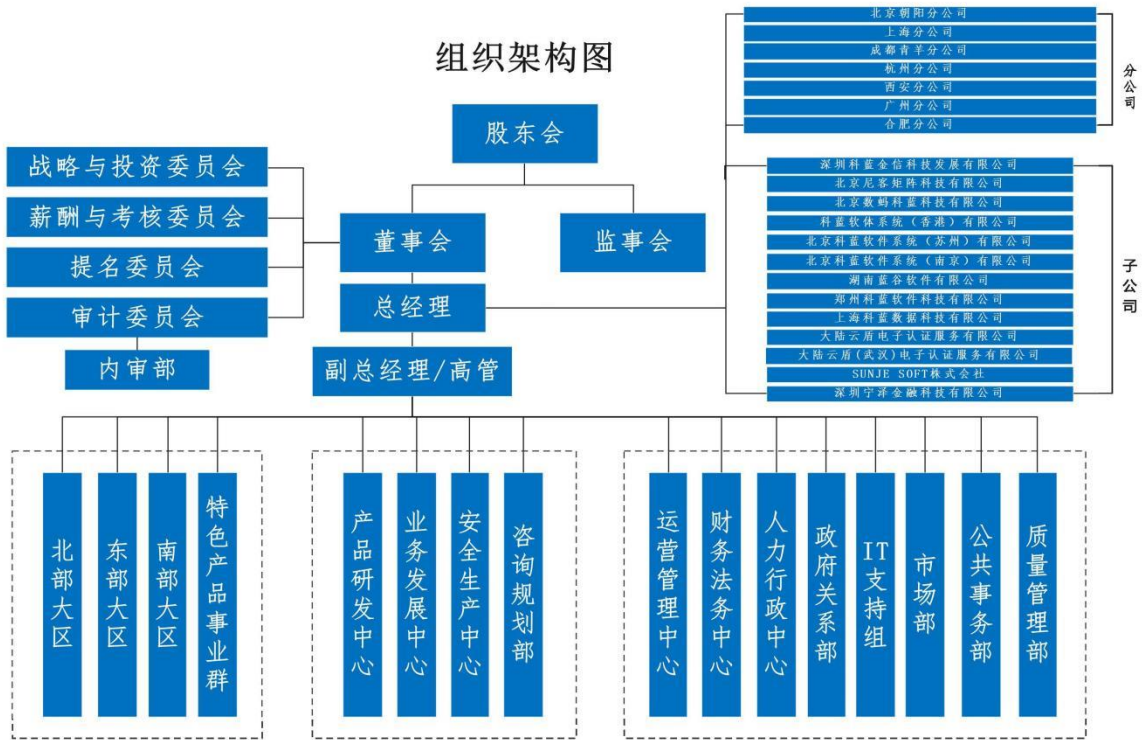 组织架构图
股东会
董事会
监事会
总经理
副总经理/高管
战略与投资委员会
薪酬与考核委员会
提名委员会
审计委员会
内审部
北京朝阳分公司
上海分公司
成都青羊分公司
杭州分公司
西安分公司
广州分公司
合肥分公司
分公司
深圳科蓝金信科技发展有限公司
北京尼客矩阵科技有限公司
北京数蚂科蓝科技有限公司
科蓝软体系统（香港）有限公司
北京科蓝软件系统（苏州）有限公司
北京科蓝软件系统（南京）有限公司
湖南蓝谷软件有限公司
郑州科蓝软件科技有限公司
上海科蓝数据科技有限公司
大陆云盾电子认证服务有限公司
大陆云盾(武汉)电子认证服务有限公司
SUNJE SOFT株式会社
深圳宁泽金融科技有限公司
子公司
北部大区
东部大区
南部大区
特色产品事业群
产品研发中心
业务发展中心
安全生产中心
咨询规划部
运营管理中心
财务法务中心
人力行政中心
政府关系部
IT支持组
市场部
公共事务部
质量管理部